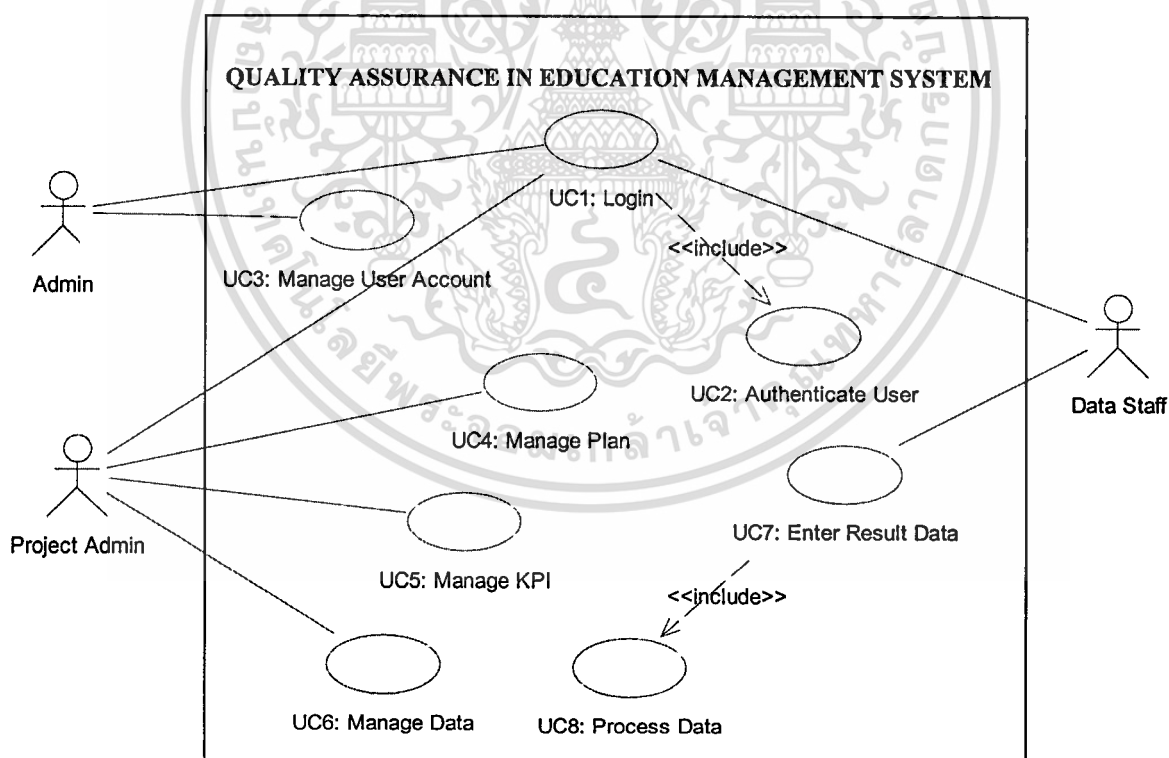 QUALITY ASSURANCE IN EDUCATION MANAGEMENT SYSTEM
UC1: Login
<<include>>
Admin
UC3: Manage User Account
UC2: Authenticate User
Data Staff
UC4: Manage Plan
Project Admin
UC7: Enter Result Data
UC5: Manage KPI
<<include>>
UC6: Manage Data
UC8: Process Data